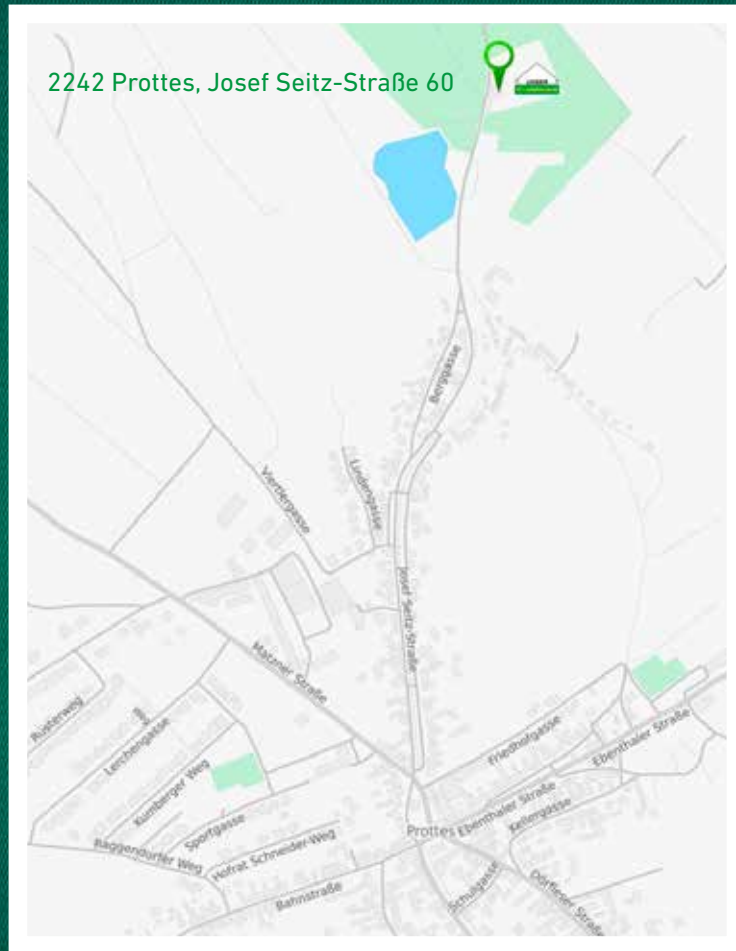 2242 Prottes, Josef Seitz-Straße 60
Berggasse
Lindengasse
Viertlergasse
Josef-Seitz-Straße
Matzner Straße
Rusterweg
Lerchengasse
Kumberger Weg
Friedhofgasse
Ebenthaler Straße
Ebenthaler Straße
Kellergasse
Prottes
Sportgasse
Raggendorfer Weg
Hofrat Schneider-Weg
Bahnstraße
Schulgasse
Dörfleser Straße